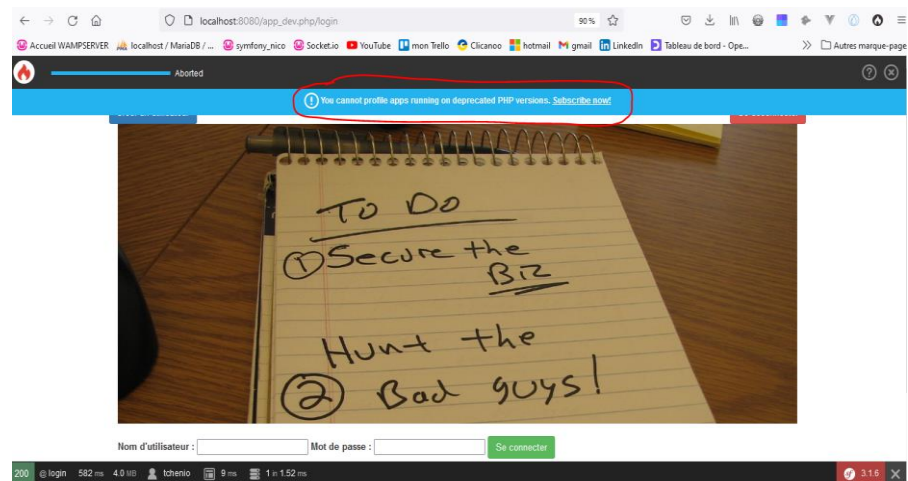 localhost:8080/app_dev.php/login
90%
Accueil WAMPSERVER
localhost / MariaDB / ...
symfony_nico
Socket.io
YouTube
mon Trello
Clicanoo
hotmail
gmail
LinkedIn
Tableau de bord - Ope...
Autres marque-page
Aborted
You cannot profile apps running on deprecated PHP versions. Subscribe now!
To Do
① Secure the
Biz
Hunt the
② Bad guys!
Nom d'utilisateur :
Mot de passe :
Se connecter
200 @ login 582 ms 4.0 MB tchenio 9 ms 1 in 1.52 ms
3.1.6